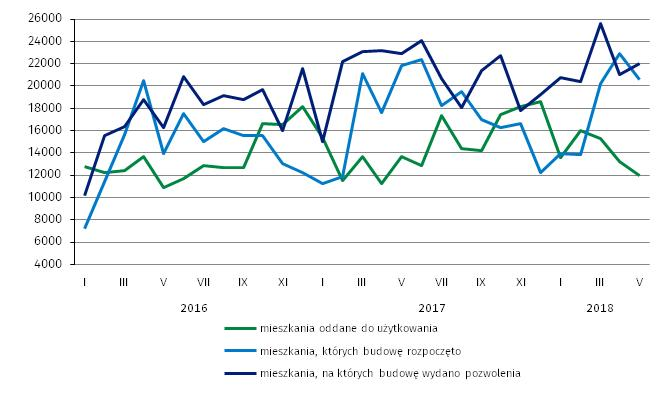 26000
24000
22000
20000
18000
16000
14000
12000
10000
8000
6000
4000
I III V VII IX XI I III V VII IX XI I III V
2016 2017 2018
mieszkania oddane do użytkowania
mieszkania, których budowę rozpoczęto
mieszkania, na których budowę wydano pozwolenia